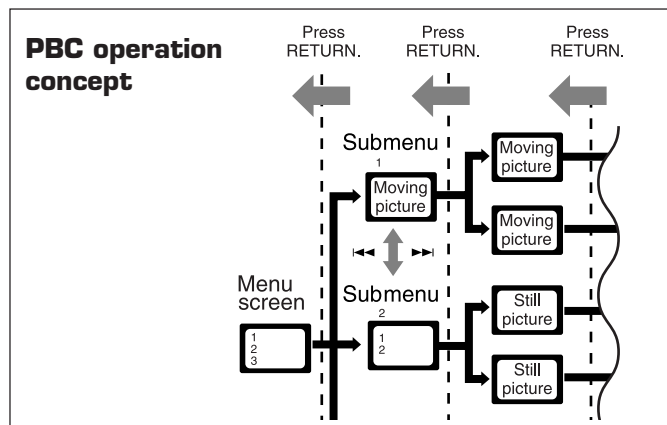 PBC operation
concept
Press
RETURN.
Press
RETURN.
Press
RETURN.
Submenu
1
Moving
picture
Moving
picture
Moving
picture
Menu
screen
1
2
3
Submenu
2
1
2
Still
picture
Still
picture